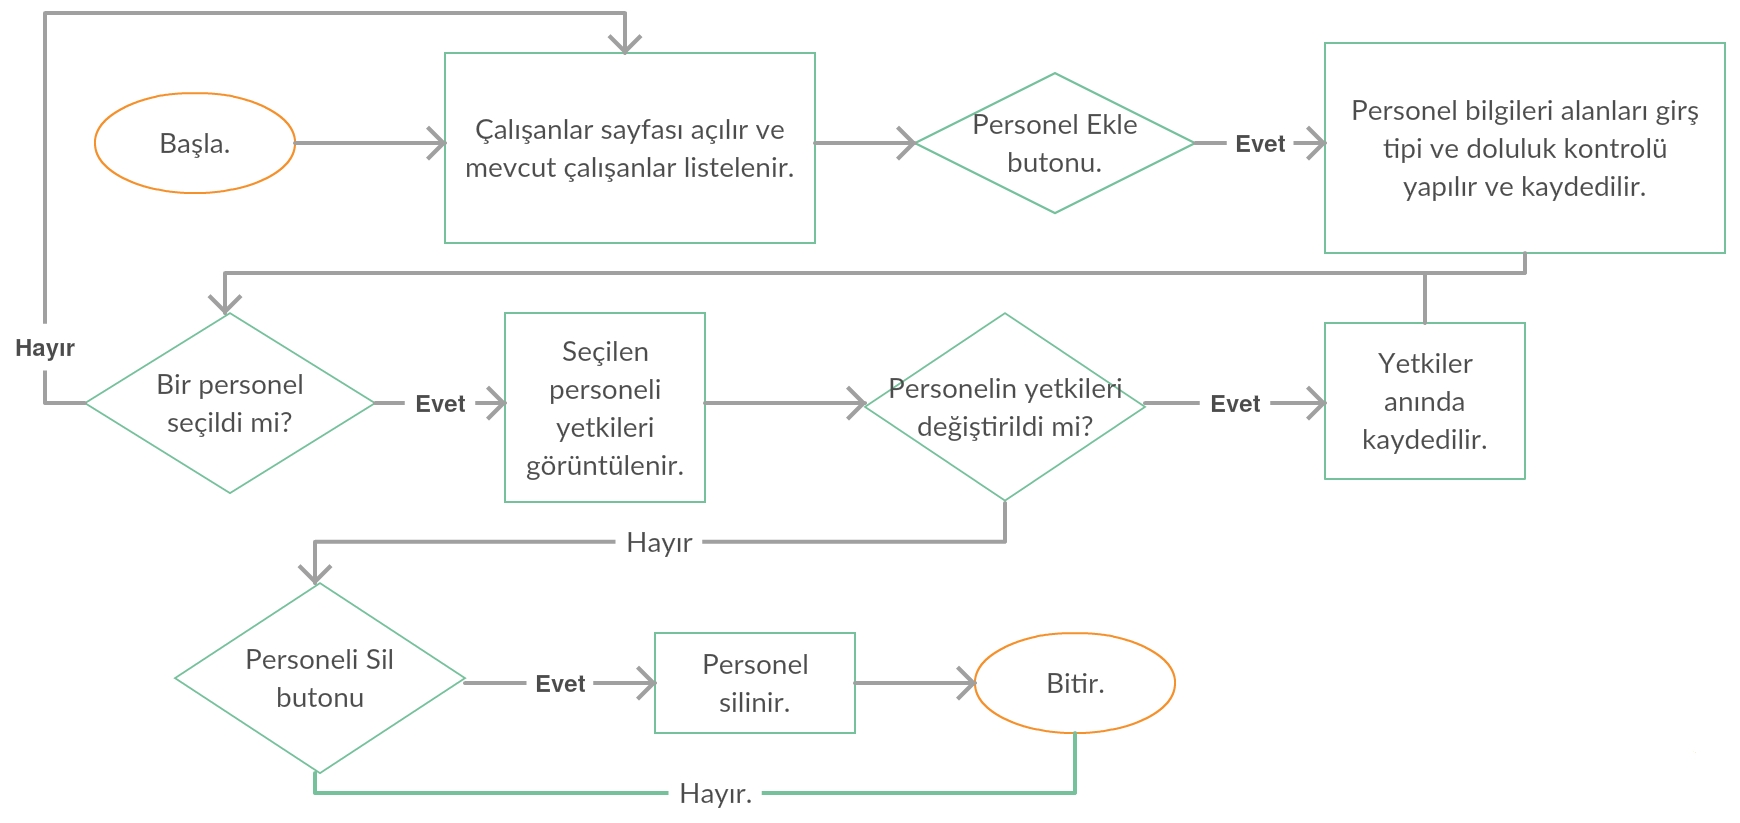 Başla.
Çalışanlar sayfası açılır ve
mevcut çalışanlar listelenir.
Personel Ekle
butonu.
Evet
Personel bilgileri alanları girş
tipi ve doluluk kontrolü
yapılır ve kaydedilir.
Hayır
Bir personel
seçildi mi?
Evet
Seçilen
personeli
yetkileri
görüntülenir.
Personelin yetkileri
değiştirildi mi?
Evet
Yetkiler
anında
kaydedilir.
Hayır
Personeli Sil
butonu
Evet
Personel
silinir.
Bitir.
Hayır.